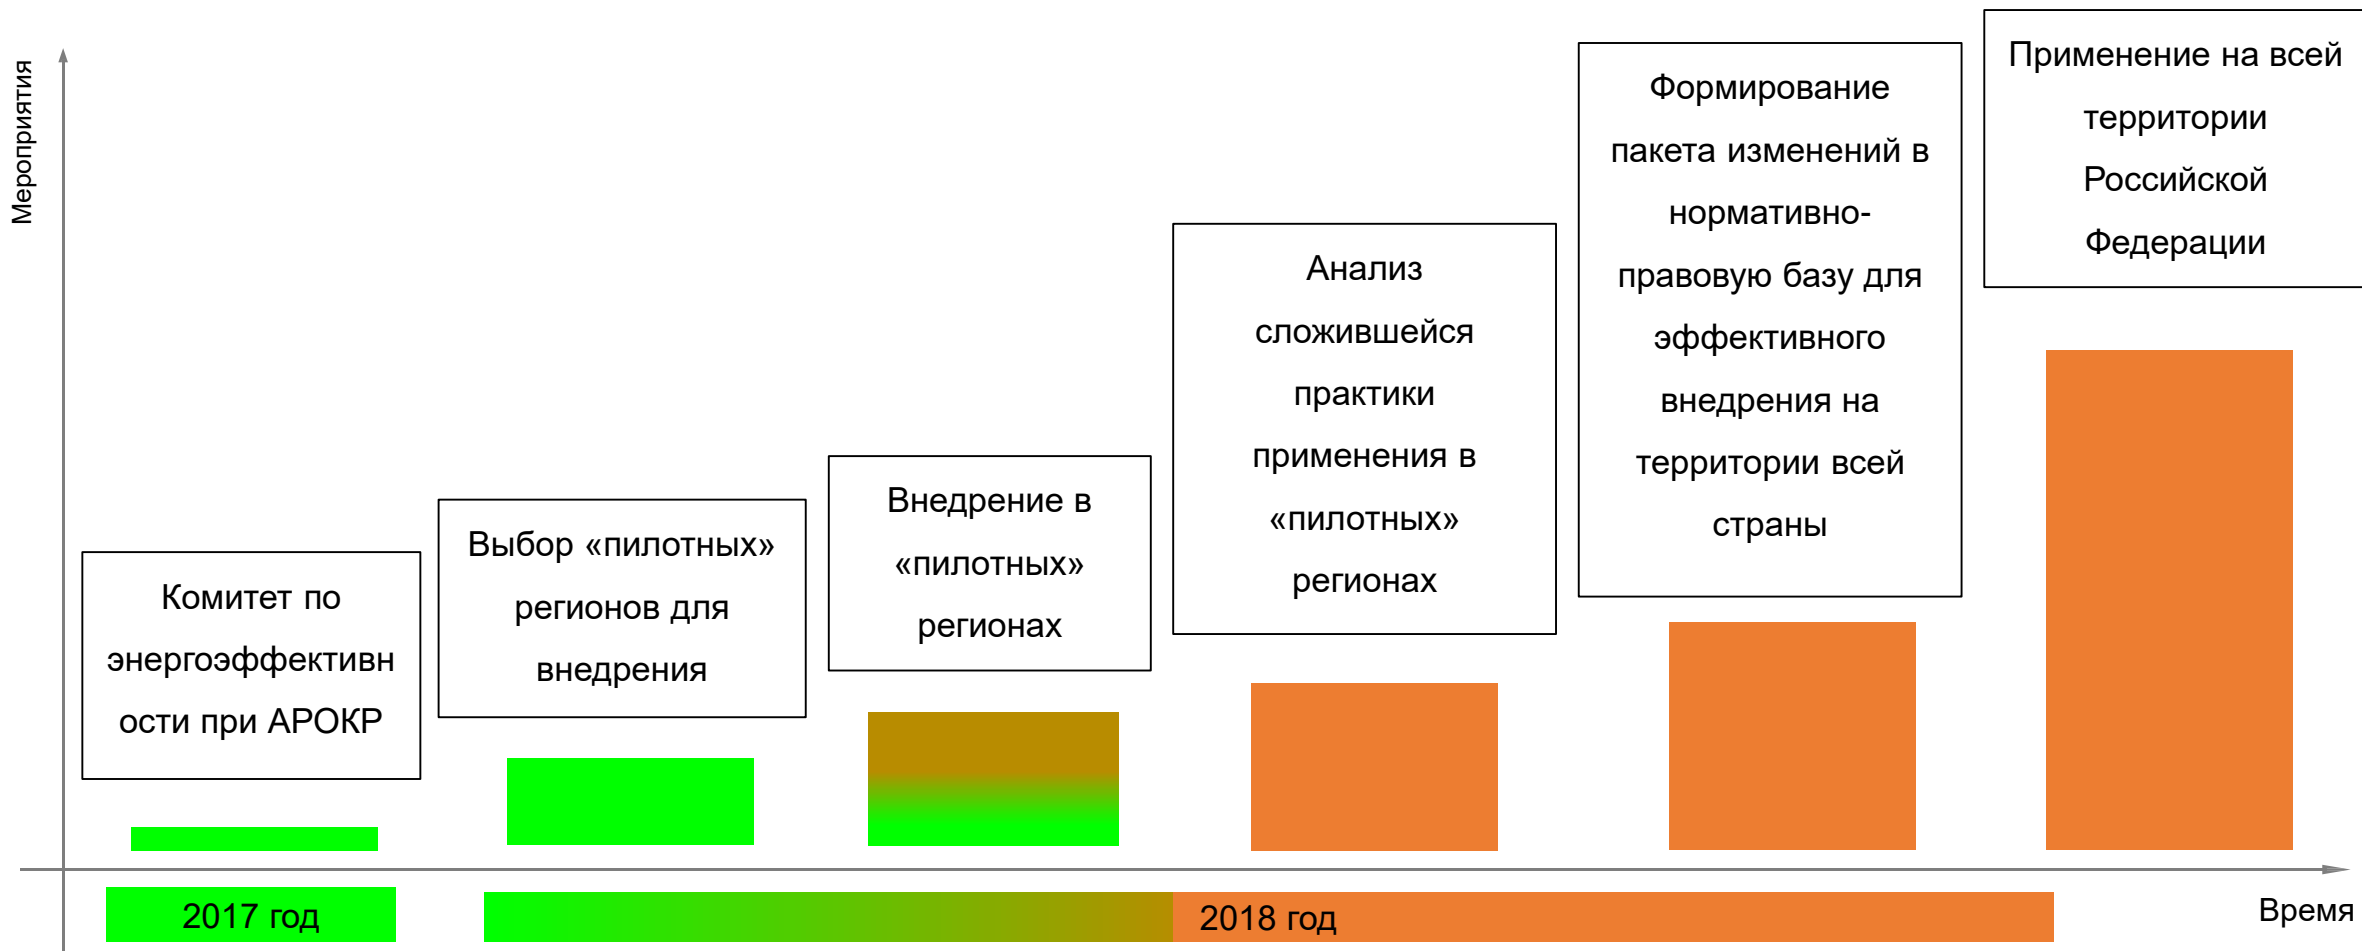 Мероприятия
Комитет по
энергоэффективн
ости при АРОКР
Выбор «пилотных»
регионов для
внедрения
Внедрение в
«пилотных»
регионах
Анализ
сложившейся
практики
применения в
«пилотных»
регионах
Формирование
пакета изменений в
нормативно-
правовую базу для
эффективного
внедрения на
территории всей
страны
Применение на всей
территории
Российской
Федерации
2017 год
2018 год
Время